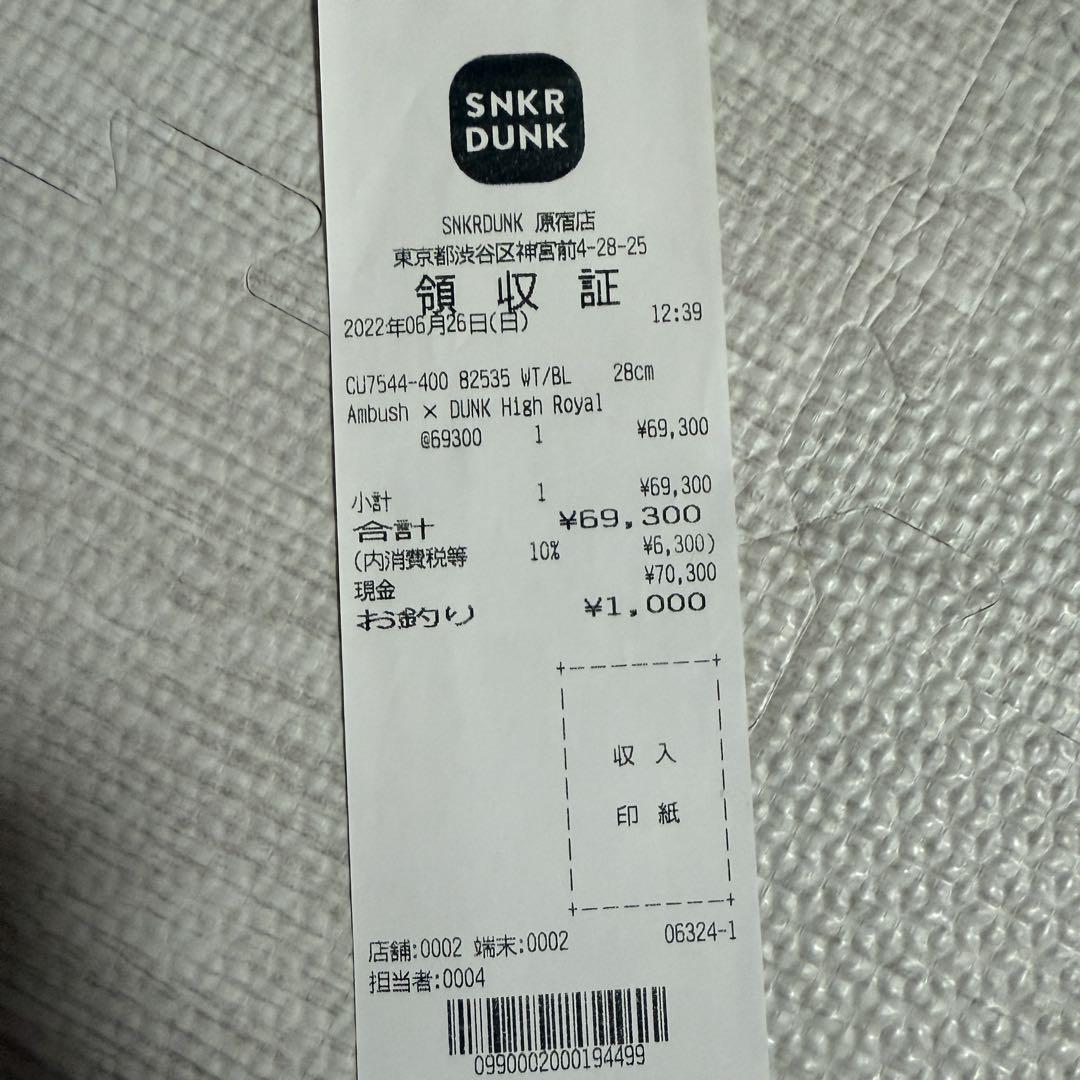 SNKR
DUNK
SNKRDUNK 原宿店
東京都渋谷区神宮前4-28-25
領 収 証
2022年06月26日(日) 12:39
CU7544-400 82535 WT/BL 28cm
Ambush × DUNK High Royal
@69300 1 ¥69,300
小計 1 ¥69,300
合計 ¥69,300
(内消費税等 10% ¥6,300)
現金 ¥70,300
お釣り ¥1,000
収 入
印 紙
店舗:0002 端末:0002 06324-1
担当者:0004
0990002000194499